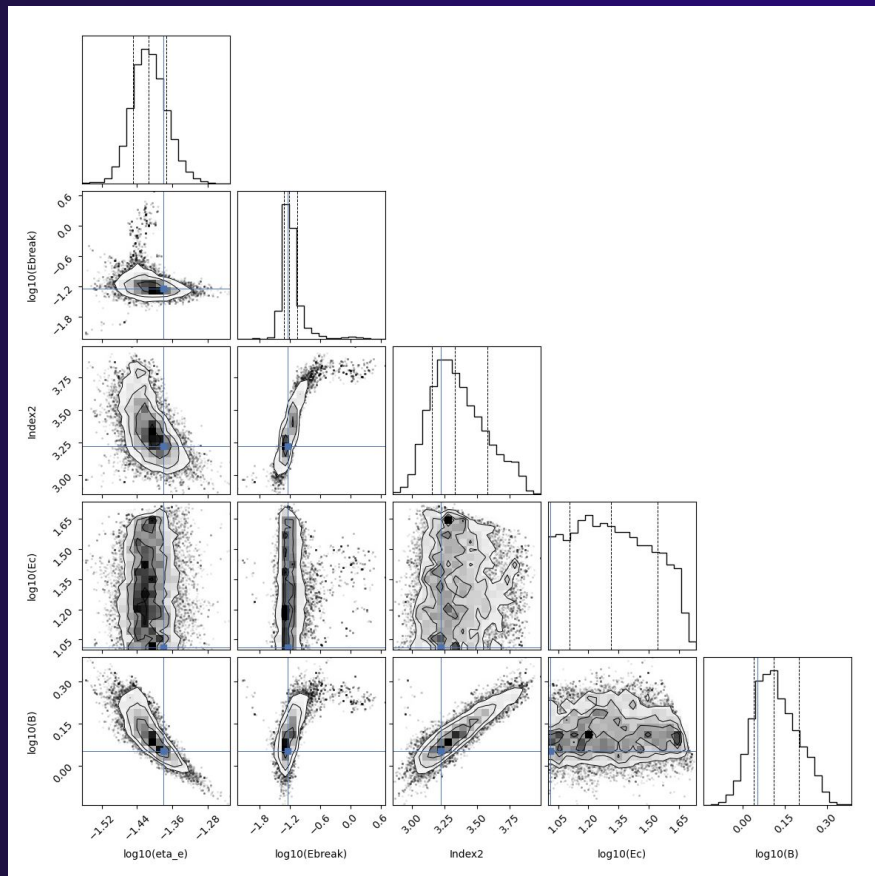 0.6
0.0
−0.6
−1.2
−1.8
log10(Ebreak)
3.75
3.50
3.25
3.00
Index2
1.65
1.50
1.35
1.20
1.05
log10(Ec)
0.30
0.15
0.00
log10(B)
−1.52 −1.44 −1.36 −1.28
log10(eta_e)
−1.8 −1.2 −0.6 0.0 0.6
log10(Ebreak)
3.00 3.25 3.50 3.75
Index2
1.05 1.20 1.35 1.50 1.65
log10(Ec)
0.00 0.15 0.30
log10(B)